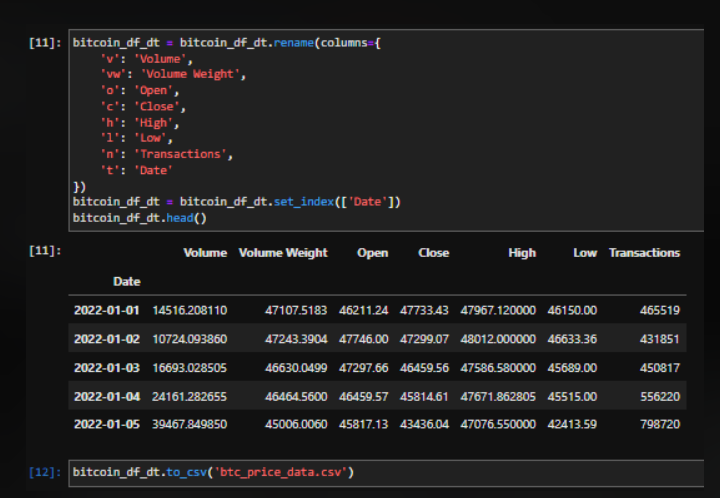 [11]: bitcoin_df_dt = bitcoin_df_dt.rename(columns={
'v': 'Volume',
'vw': 'Volume Weight',
'o': 'Open',
'c': 'Close',
'h': 'High',
'l': 'Low',
'n': 'Transactions',
't': 'Date'
})
bitcoin_df_dt = bitcoin_df_dt.set_index(['Date'])
bitcoin_df_dt.head()
[11]: Volume Volume Weight Open Close High Low Transactions
Date
2022-01-01 14516.208110 47107.5183 46211.24 47733.43 47967.120000 46150.00 465519
2022-01-02 10724.093860 47243.3904 47746.00 47299.07 48012.000000 46633.36 431851
2022-01-03 16693.028505 46630.0499 47297.66 46459.56 47586.580000 45689.00 450817
2022-01-04 24161.282655 46464.5600 46459.57 45814.61 47671.862805 45515.00 556220
2022-01-05 39467.849850 45006.0060 45817.13 43436.04 47076.550000 42413.59 798720
[12]: bitcoin_df_dt.to_csv('btc_price_data.csv')